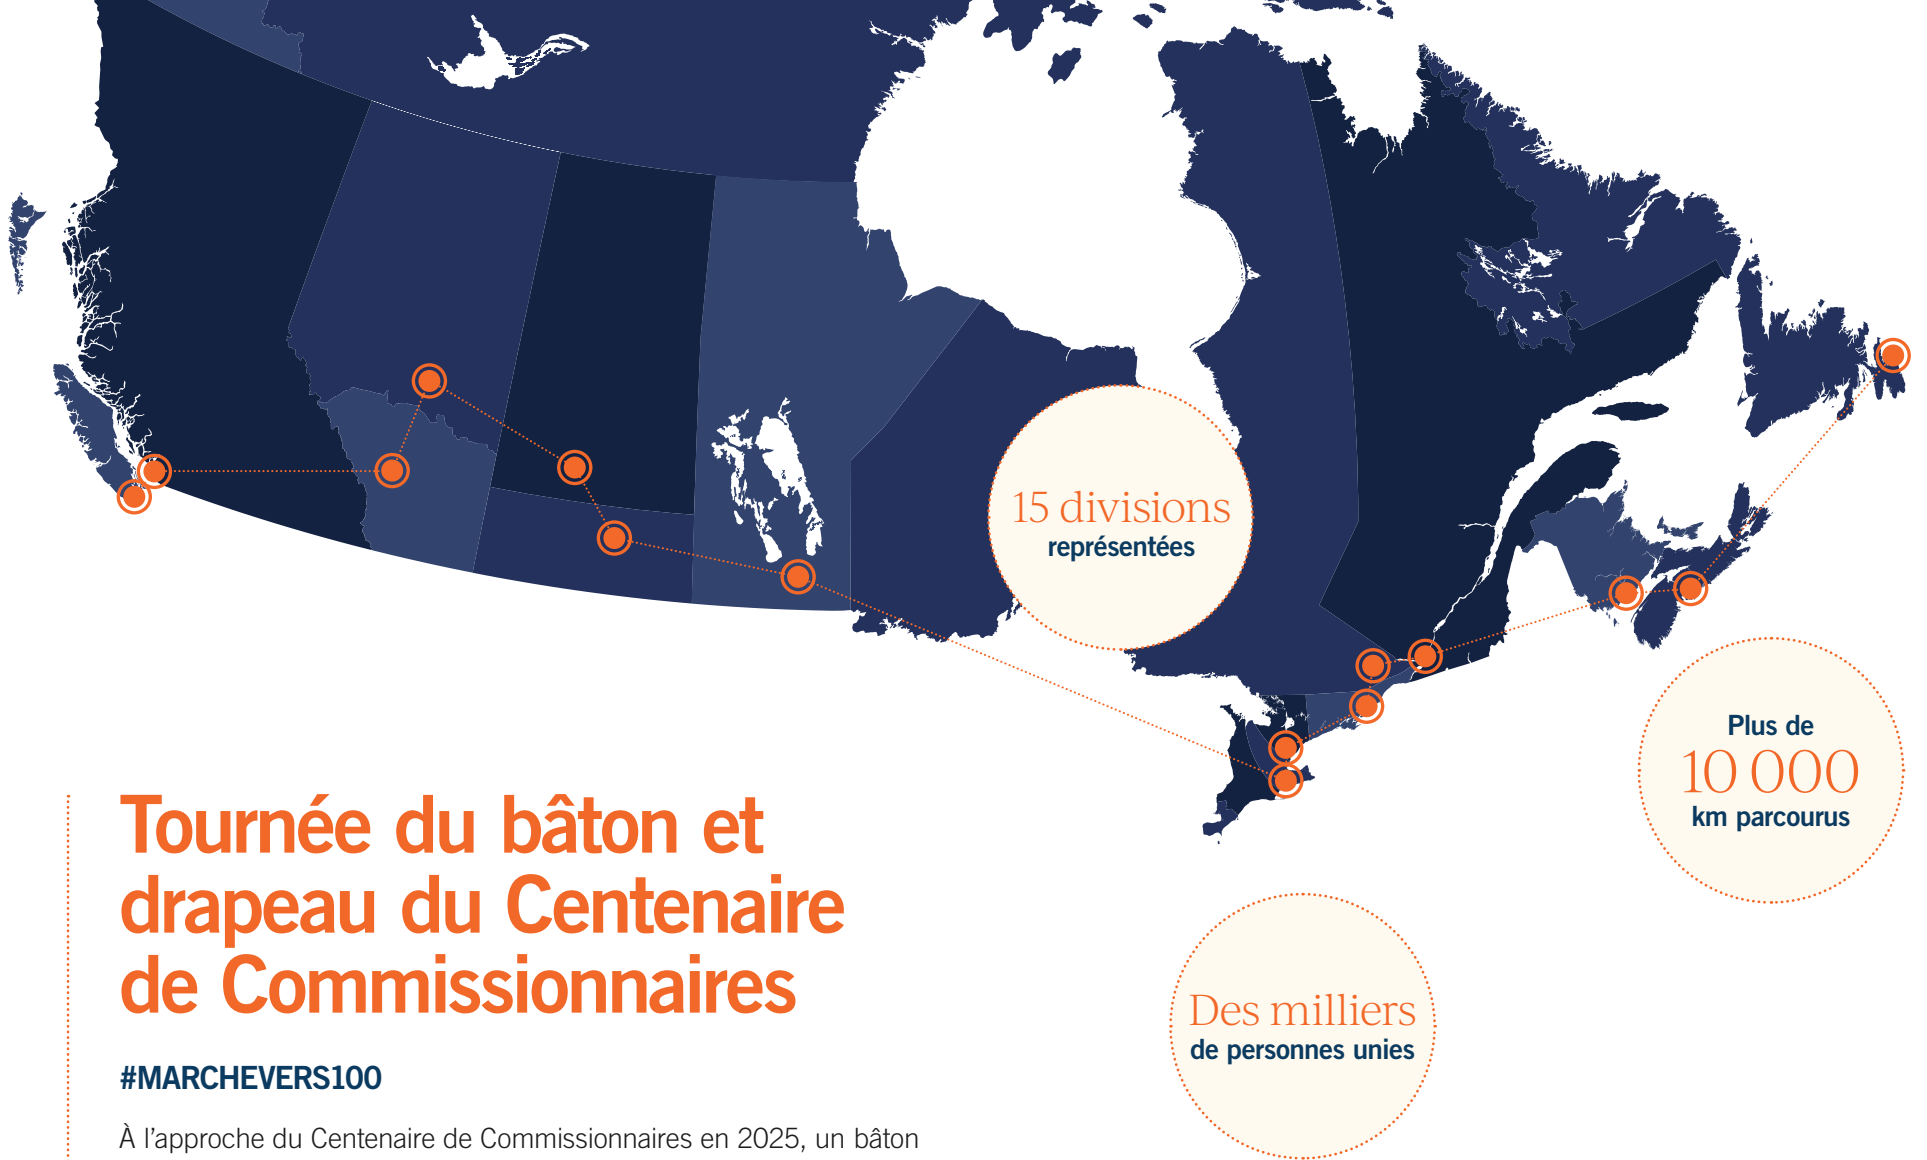 15 divisions
représentées
Plus de
10 000
km parcourus
Tournée du bâton et
drapeau du Centenaire
de Commissionnaires
#MARCHEVERS100
À l’approche du Centenaire de Commissionnaires en 2025, un bâton
Des milliers
de personnes unies